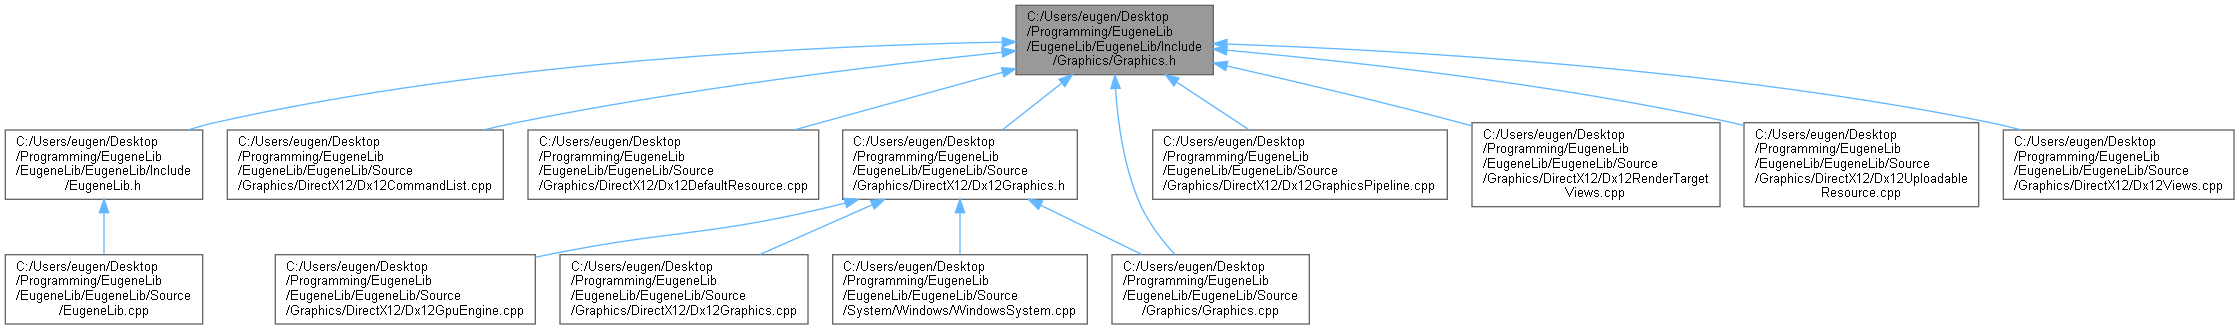 C:/Users/eugen/Desktop
/Programming/EugeneLib
/EugeneLib/EugeneLib/Include
/Graphics/Graphics.h
C:/Users/eugen/Desktop
/Programming/EugeneLib
/EugeneLib/EugeneLib/Include
/EugeneLib.h
C:/Users/eugen/Desktop
/Programming/EugeneLib
/EugeneLib/EugeneLib/Source
/Graphics/DirectX12/Dx12CommandList.cpp
C:/Users/eugen/Desktop
/Programming/EugeneLib
/EugeneLib/EugeneLib/Source
/Graphics/DirectX12/Dx12DefaultResource.cpp
C:/Users/eugen/Desktop
/Programming/EugeneLib
/EugeneLib/EugeneLib/Source
/Graphics/DirectX12/Dx12Graphics.h
C:/Users/eugen/Desktop
/Programming/EugeneLib
/EugeneLib/EugeneLib/Source
/Graphics/DirectX12/Dx12GraphicsPipeline.cpp
C:/Users/eugen/Desktop
/Programming/EugeneLib
/EugeneLib/EugeneLib/Source
/Graphics/DirectX12/Dx12RenderTarget
Views.cpp
C:/Users/eugen/Desktop
/Programming/EugeneLib
/EugeneLib/EugeneLib/Source
/Graphics/DirectX12/Dx12Uploadable
Resource.cpp
C:/Users/eugen/Desktop
/Programming/EugeneLib
/EugeneLib/EugeneLib/Source
/Graphics/DirectX12/Dx12Views.cpp
C:/Users/eugen/Desktop
/Programming/EugeneLib
/EugeneLib/EugeneLib/Source
/EugeneLib.cpp
C:/Users/eugen/Desktop
/Programming/EugeneLib
/EugeneLib/EugeneLib/Source
/Graphics/DirectX12/Dx12GpuEngine.cpp
C:/Users/eugen/Desktop
/Programming/EugeneLib
/EugeneLib/EugeneLib/Source
/Graphics/DirectX12/Dx12Graphics.cpp
C:/Users/eugen/Desktop
/Programming/EugeneLib
/EugeneLib/EugeneLib/Source
/System/Windows/WindowsSystem.cpp
C:/Users/eugen/Desktop
/Programming/EugeneLib
/EugeneLib/EugeneLib/Source
/Graphics/Graphics.cpp